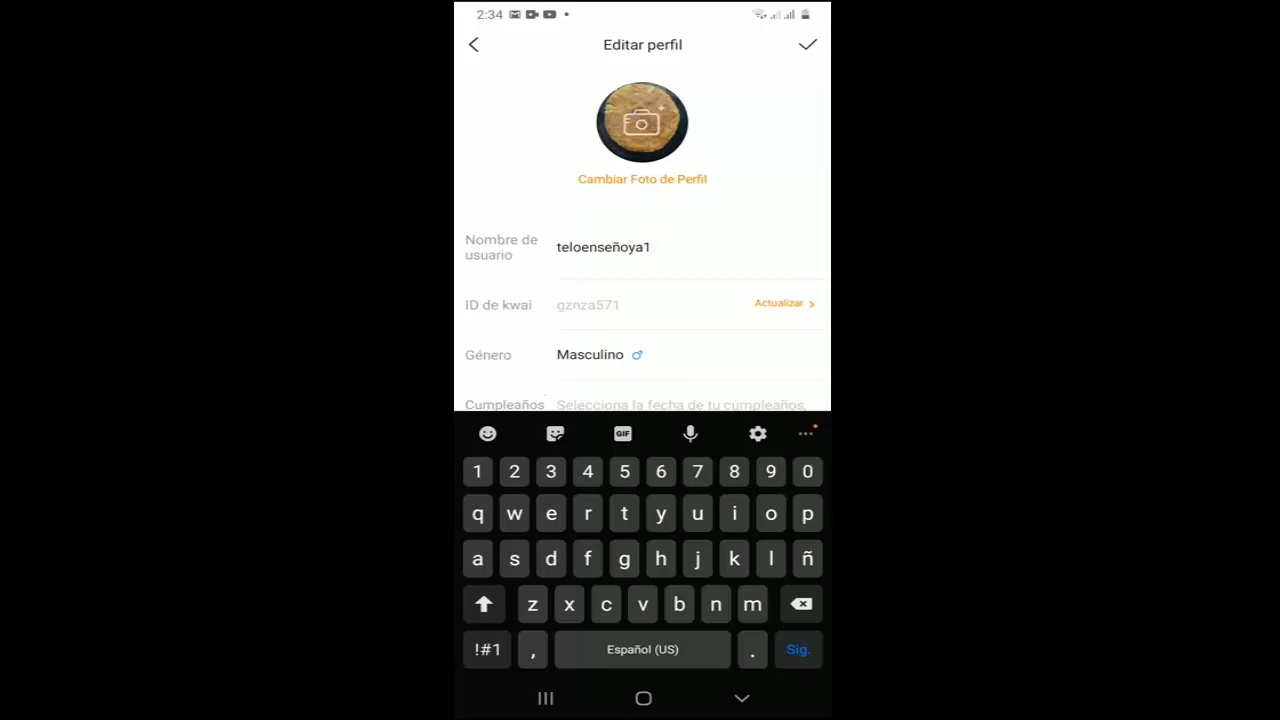 2:34
Editar perfil
Cambiar Foto de Perfil
Nombre de
usuario
teloenseñoya1
ID de kwai
gznza571
Actualizar >
Género
Masculino
Cumpleaños
Selecciona la fecha de tu cumpleaños,
GIF
1 2 3 4 5 6 7 8 9 0
q w e r t y u i o p
a s d f g h j k l ñ
z x c v b n m
!#1 , Español (US) . Sig.